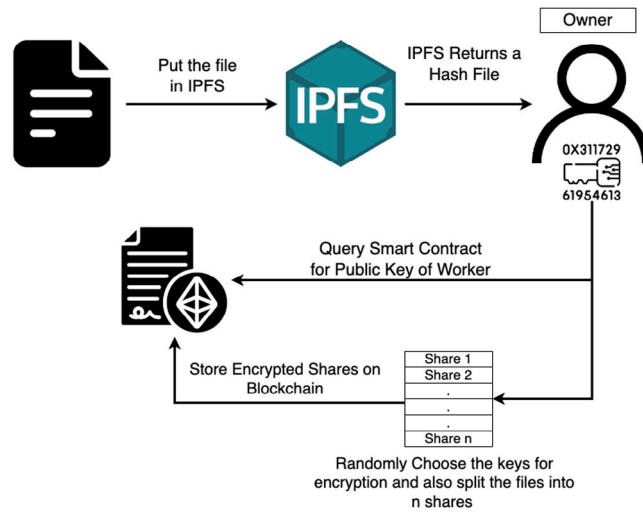 Owner
Put the file
in IPFS
IPFS
IPFS Returns a
Hash File
0X311729
61954613
Query Smart Contract
for Public Key of Worker
Store Encrypted Shares on
Blockchain
Share 1
Share 2
.
.
.
Share n
Randomly Choose the keys for
encryption and also split the files into
n shares